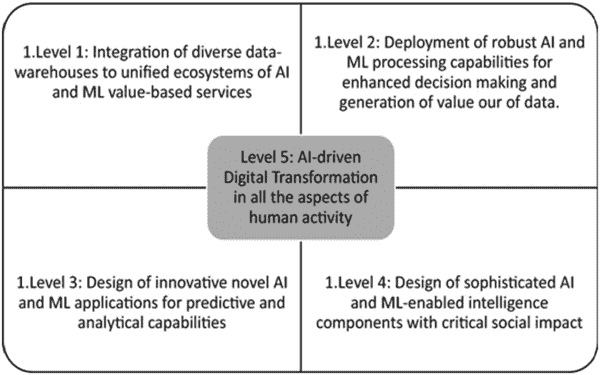 1.Level 1: Integration of diverse data-
warehouses to unified ecosystems of AI
and ML value-based services
1.Level 2: Deployment of robust AI and
ML processing capabilities for
enhanced decision making and
generation of value our of data.
Level 5: AI-driven
Digital Transformation
in all the aspects of
human activity
1.Level 3: Design of innovative novel AI
and ML applications for predictive and
analytical capabilities
1.Level 4: Design of sophisticated AI
and ML-enabled intelligence
components with critical social impact